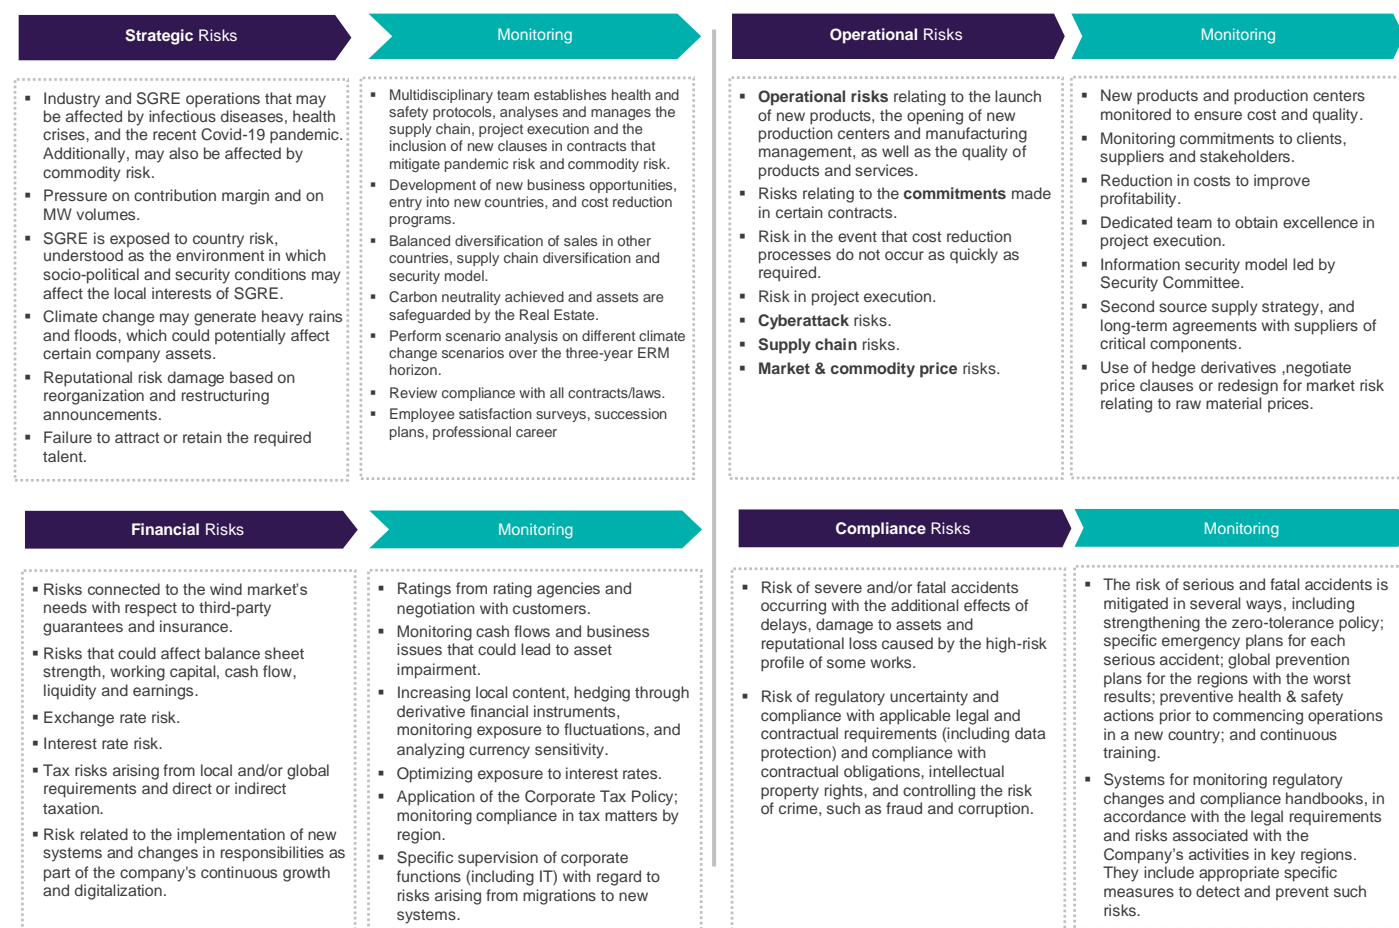 Strategic Risks
Monitoring
▪ Industry and SGRE operations that may
be affected by infectious diseases, health
crises, and the recent Covid-19 pandemic.
Additionally, may also be affected by
commodity risk.
▪ Pressure on contribution margin and on
MW volumes.
▪ SGRE is exposed to country risk,
understood as the environment in which
socio-political and security conditions may
affect the local interests of SGRE.
▪ Climate change may generate heavy rains
and floods, which could potentially affect
certain company assets.
▪ Reputational risk damage based on
reorganization and restructuring
announcements.
▪ Failure to attract or retain the required
talent.
▪ Multidisciplinary team establishes health and
safety protocols, analyses and manages the
supply chain, project execution and the
inclusion of new clauses in contracts that
mitigate pandemic risk and commodity risk.
▪ Development of new business opportunities,
entry into new countries, and cost reduction
programs.
▪ Balanced diversification of sales in other
countries, supply chain diversification and
security model.
▪ Carbon neutrality achieved and assets are
safeguarded by the Real Estate.
▪ Perform scenario analysis on different climate
change scenarios over the three-year ERM
horizon.
▪ Review compliance with all contracts/laws.
▪ Employee satisfaction surveys, succession
plans, professional career
Operational Risks
Monitoring
▪ Operational risks relating to the launch
of new products, the opening of new
production centers and manufacturing
management, as well as the quality of
products and services.
▪ Risks relating to the commitments made
in certain contracts.
▪ Risk in the event that cost reduction
processes do not occur as quickly as
required.
▪ Risk in project execution.
▪ Cyberattack risks.
▪ Supply chain risks.
▪ Market & commodity price risks.
▪ New products and production centers
monitored to ensure cost and quality.
▪ Monitoring commitments to clients,
suppliers and stakeholders.
▪ Reduction in costs to improve
profitability.
▪ Dedicated team to obtain excellence in
project execution.
▪ Information security model led by
Security Committee.
▪ Second source supply strategy, and
long-term agreements with suppliers of
critical components.
▪ Use of hedge derivatives ,negotiate
price clauses or redesign for market risk
relating to raw material prices.
Financial Risks
Monitoring
▪ Risks connected to the wind market's
needs with respect to third-party
guarantees and insurance.
▪ Risks that could affect balance sheet
strength, working capital, cash flow,
liquidity and earnings.
▪ Exchange rate risk.
▪ Interest rate risk.
▪ Tax risks arising from local and/or global
requirements and direct or indirect
taxation.
▪ Risk related to the implementation of new
systems and changes in responsibilities as
part of the company's continuous growth
and digitalization.
▪ Ratings from rating agencies and
negotiation with customers.
▪ Monitoring cash flows and business
issues that could lead to asset
impairment.
▪ Increasing local content, hedging through
derivative financial instruments,
monitoring exposure to fluctuations, and
analyzing currency sensitivity.
▪ Optimizing exposure to interest rates.
▪ Application of the Corporate Tax Policy;
monitoring compliance in tax matters by
region.
▪ Specific supervision of corporate
functions (including IT) with regard to
risks arising from migrations to new
systems.
Compliance Risks
Monitoring
▪ Risk of severe and/or fatal accidents
occurring with the additional effects of
delays, damage to assets and
reputational loss caused by the high-risk
profile of some works.
▪ Risk of regulatory uncertainty and
compliance with applicable legal and
contractual requirements (including data
protection) and compliance with
contractual obligations, intellectual
property rights, and controlling the risk
of crime, such as fraud and corruption.
▪ The risk of serious and fatal accidents is
mitigated in several ways, including
strengthening the zero-tolerance policy;
specific emergency plans for each
serious accident; global prevention
plans for the regions with the worst
results; preventive health & safety
actions prior to commencing operations
in a new country; and continuous
training.
▪ Systems for monitoring regulatory
changes and compliance handbooks, in
accordance with the legal requirements
and risks associated with the
Company's activities in key regions.
They include appropriate specific
measures to detect and prevent such
risks.